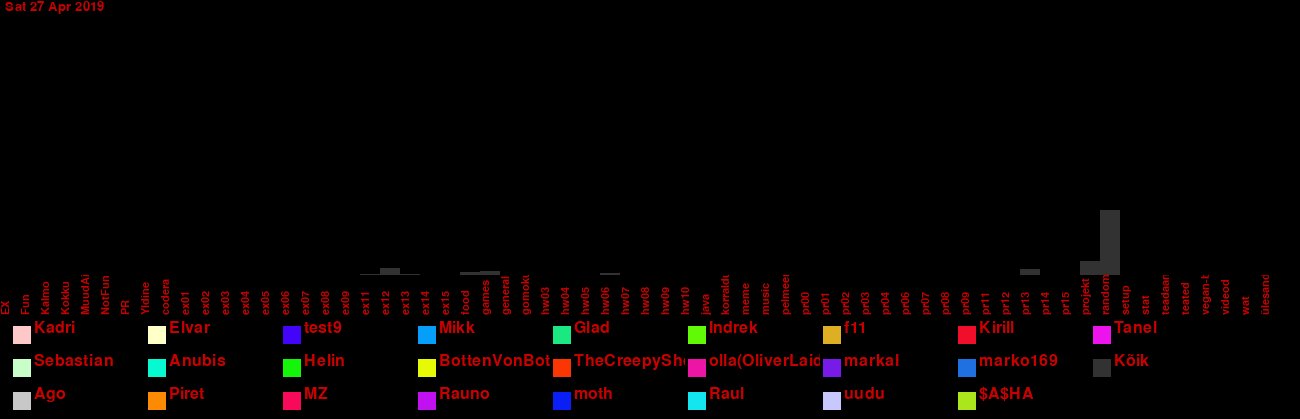 Sat 27 Apr 2019
EX
Fun
Kalmo
Kokku
MuudAi
NotFun
PR
Yldine
codera
ex01
ex02
ex03
ex04
ex05
ex06
ex07
ex08
ex09
ex11
ex12
ex13
ex14
ex15
food
games
general
gomoku
hw03
hw04
hw05
hw06
hw07
hw08
hw09
hw10
java
korraldu
meme
music
pelmee
pr00
pr01
pr02
pr03
pr04
pr06
pr07
pr08
pr09
pr11
pr12
pr13
pr14
pr15
projekt
random
setup
stat
teadaan
teated
vegan-t
videod
wat
ülesand
Kadri Elvar test9 Mikk Glad Indrek f11 Kirill Tanel
Sebastian Anubis Helin BottenVonBot TheCreepyShe olla(OliverLaid markal marko169 Kõik
Ago Piret MZ Rauno moth Raul uudu $A$HA